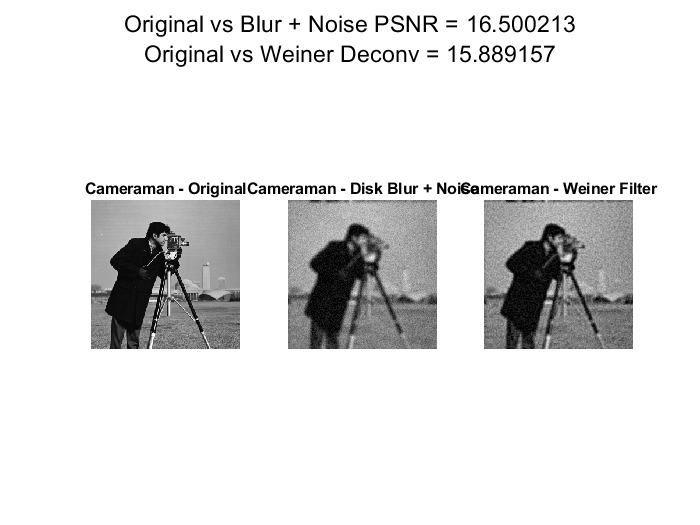 Original vs Blur + Noise PSNR = 16.500213
Original vs Weiner Deconv = 15.889157
Cameraman - Original
Cameraman - Disk Blur + Noise
Cameraman - Weiner Filter